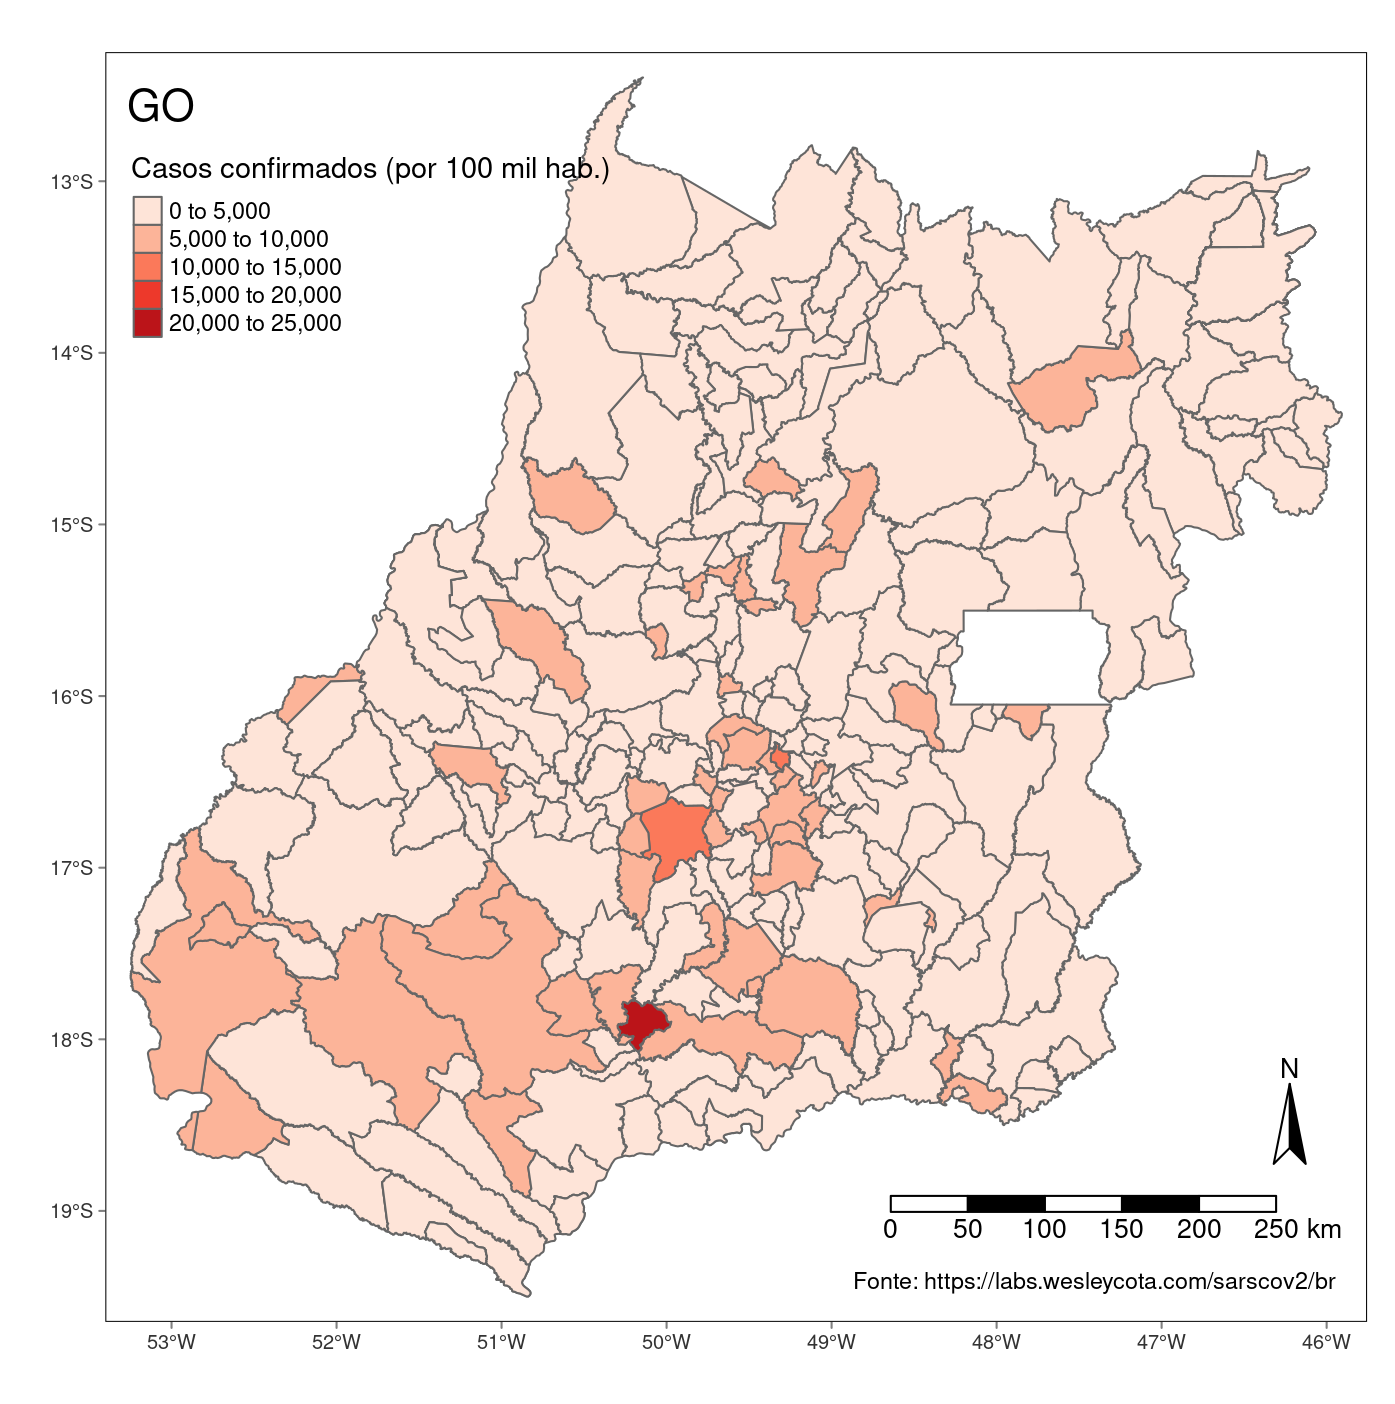 GO
Casos confirmados (por 100 mil hab.)
0 to 5,000
5,000 to 10,000
10,000 to 15,000
15,000 to 20,000
20,000 to 25,000
13°S
14°S
15°S
16°S
17°S
18°S
19°S
N
0 50 100 150 200 250 km
Fonte: https://labs.wesleycota.com/sarscov2/br
53°W 52°W 51°W 50°W 49°W 48°W 47°W 46°W